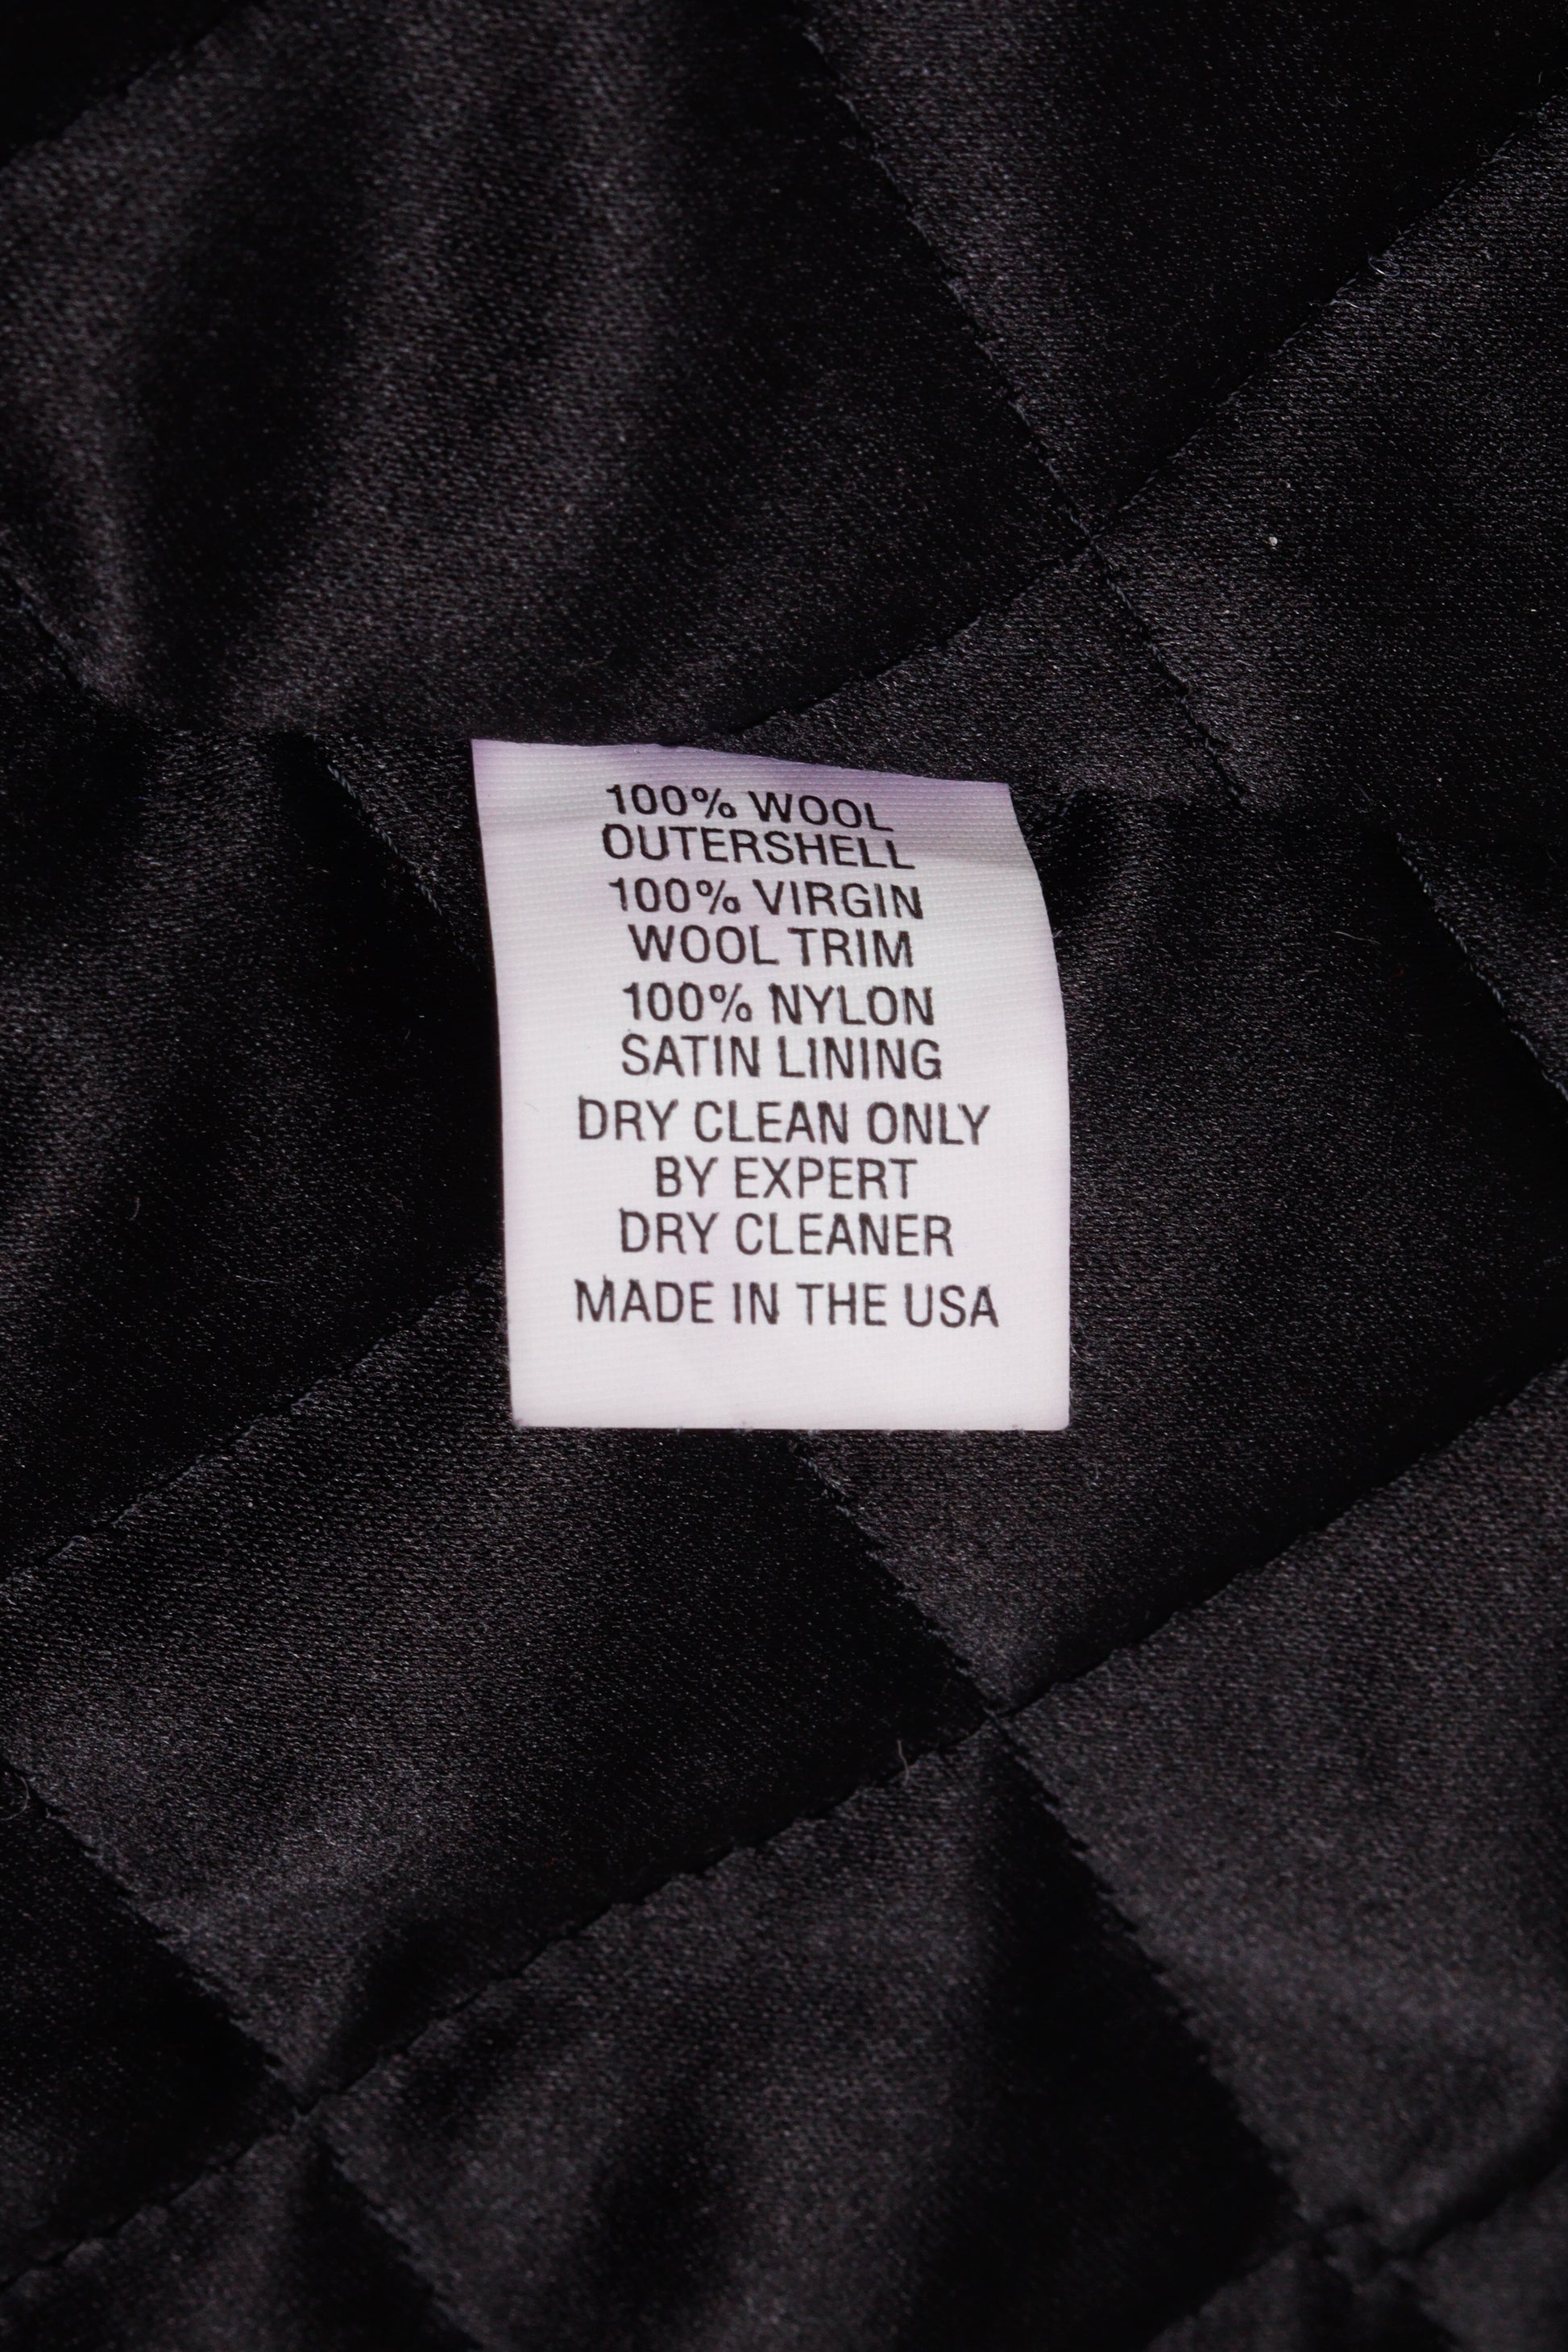 100% WOOL
OUTERSHELL
100% VIRGIN
WOOL TRIM
100% NYLON
SATIN LINING
DRY CLEAN ONLY
BY EXPERT
DRY CLEANER
MADE IN THE USA